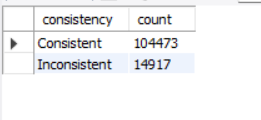 consistency count
Consistent 104473
Inconsistent 14917